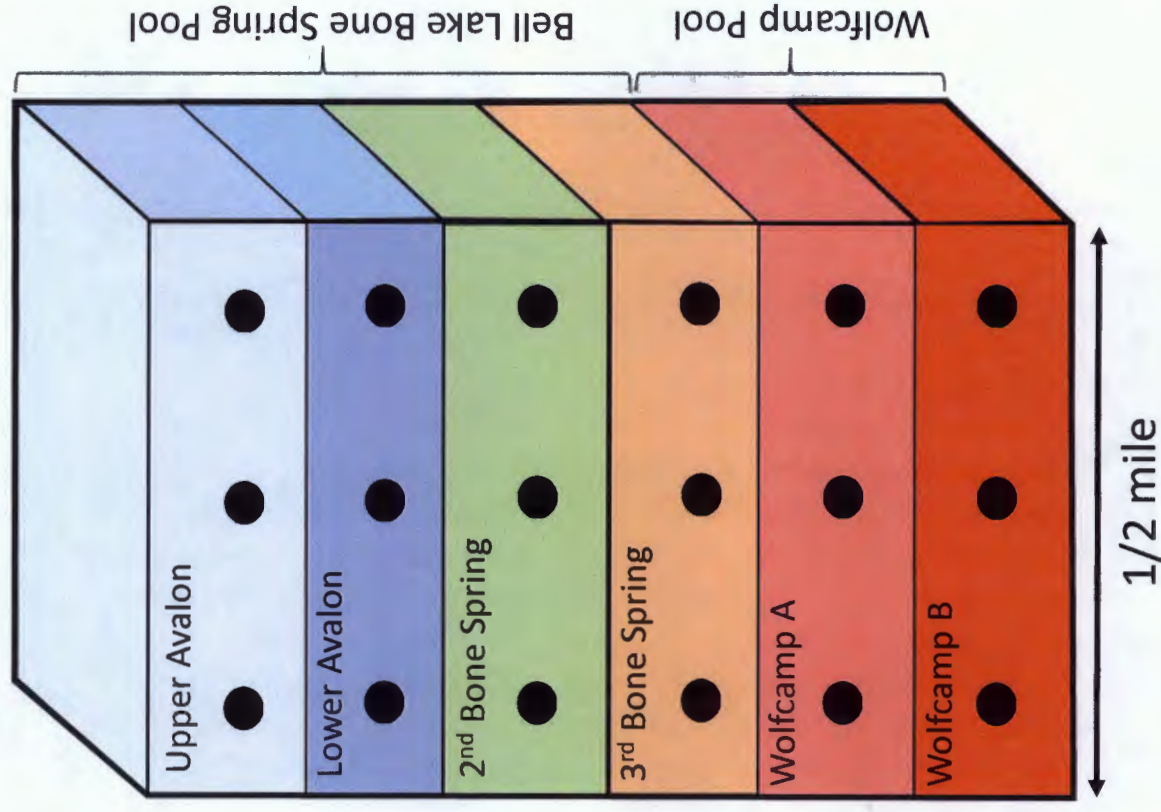 Bell Lake Bone Spring Pool
Wolfcamp Pool
Upper Avalon
Lower Avalon
2nd Bone Spring
3rd Bone Spring
Wolfcamp A
Wolfcamp B
1/2 mile